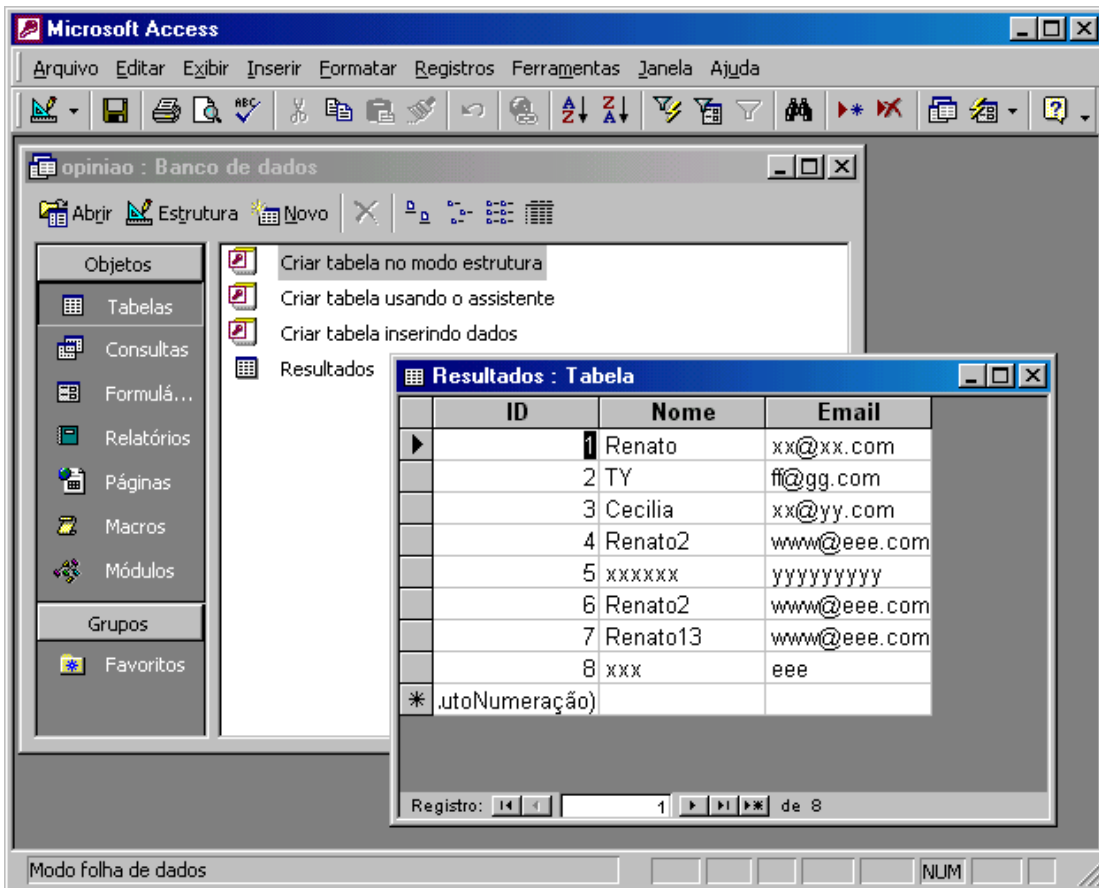 Microsoft Access
Arquivo Editar Exibir Inserir Formatar Registros Ferramentas Janela Ajuda
opiniao : Banco de dados
Abrir Estrutura Novo
Objetos
Tabelas
Consultas
Formulá...
Relatórios
Páginas
Macros
Módulos
Grupos
Favoritos
Criar tabela no modo estrutura
Criar tabela usando o assistente
Criar tabela inserindo dados
Resultados
Resultados : Tabela
ID Nome Email
1 Renato xx@xx.com
2 TY ff@gg.com
3 Cecilia xx@yy.com
4 Renato2 www@eee.com
5 xxxxxx yyyyyyyyy
6 Renato2 www@eee.com
7 Renato13 www@eee.com
8 xxx eee
.utoNumeração)
Registro: 1 de 8
Modo folha de dados NUM